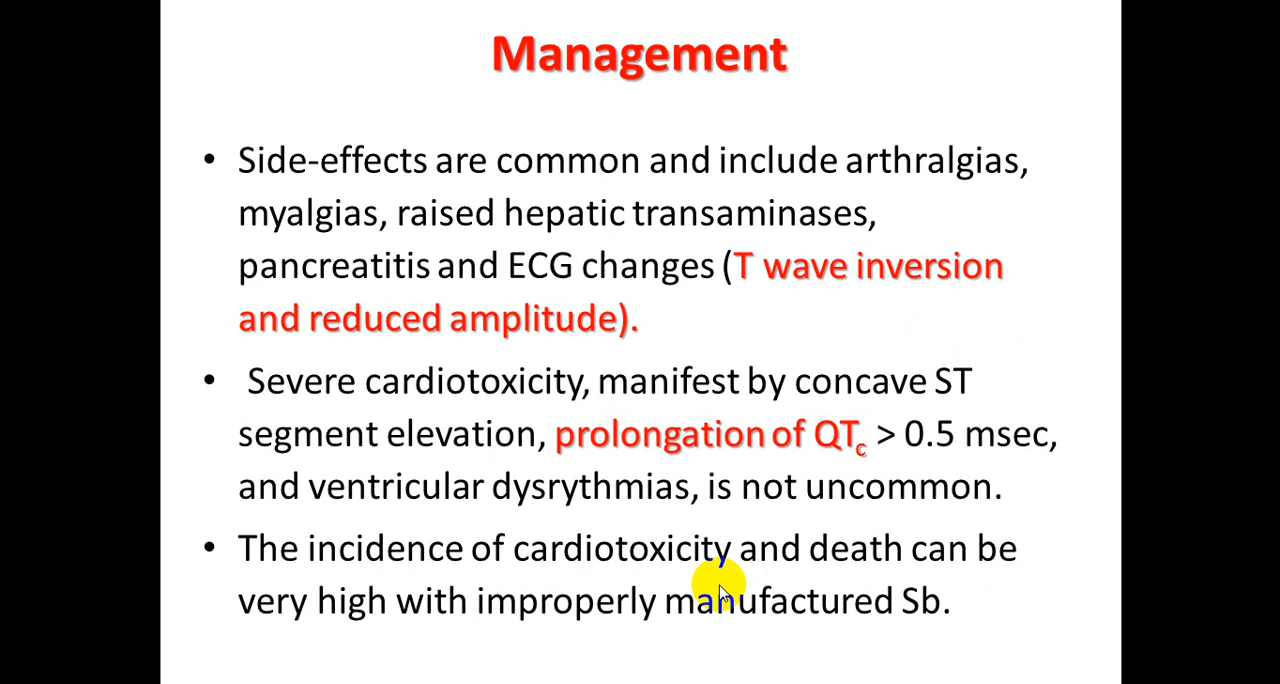 Management
• Side-effects are common and include arthralgias,
myalgias, raised hepatic transaminases,
pancreatitis and ECG changes (T wave inversion
and reduced amplitude).
• Severe cardiotoxicity, manifest by concave ST
segment elevation, prolongation of QTc > 0.5 msec,
and ventricular dysrythmias, is not uncommon.
• The incidence of cardiotoxicity and death can be
very high with improperly manufactured Sb.